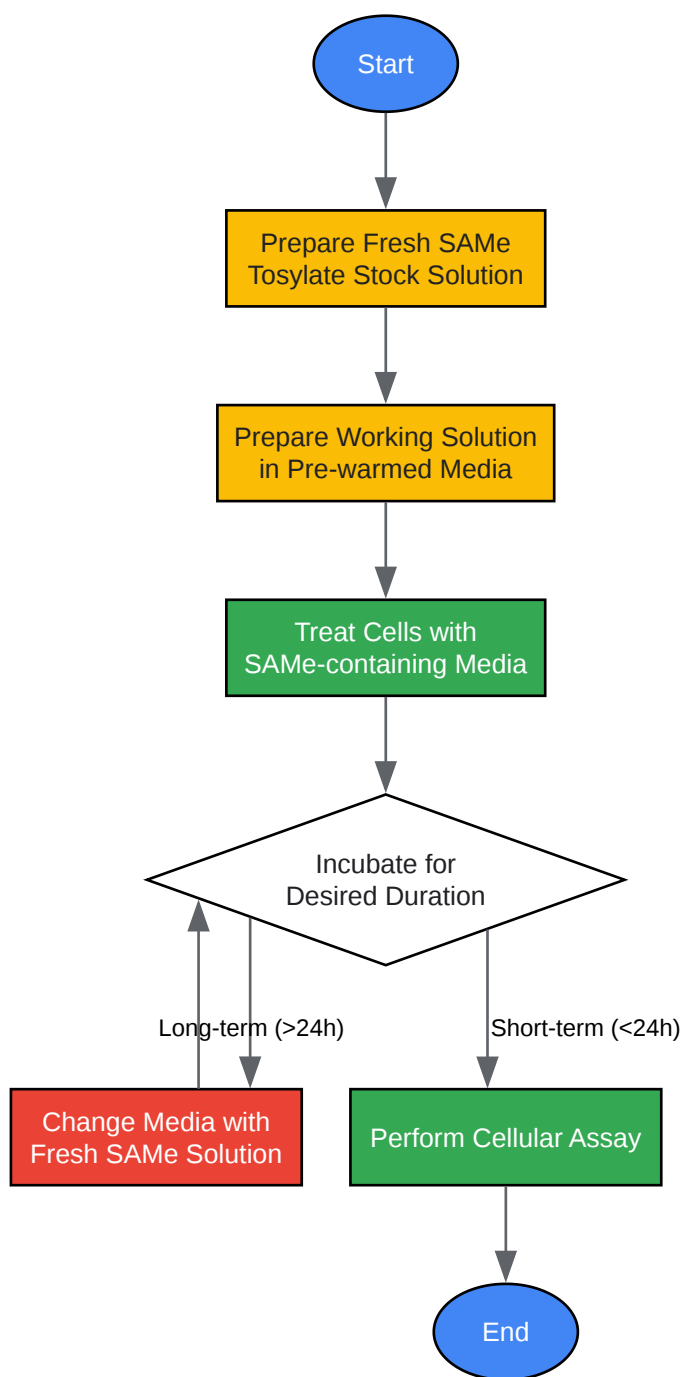 Start
Prepare Fresh SAMe
Tosylate Stock Solution
Prepare Working Solution
in Pre-warmed Media
Treat Cells with
SAMe-containing Media
Incubate for
Desired Duration
Long-term (>24h)
Short-term (<24h)
Change Media with
Fresh SAMe Solution
Perform Cellular Assay
End